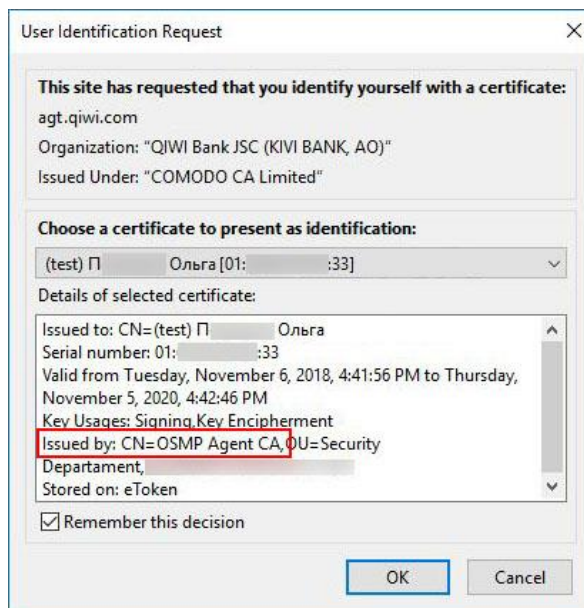 User Identification Request
This site has requested that you identify yourself with a certificate:
agt.qiwi.com
Organization: "QIWI Bank JSC (KIVI BANK, AO)"
Issued Under: "COMODO CA Limited"
Choose a certificate to present as identification:
(test) П Ольга [01: :33]
Details of selected certificate:
Issued to: CN=(test) П Ольга
Serial number: 01: :33
Valid from Tuesday, November 6, 2018, 4:41:56 PM to Thursday,
November 5, 2020, 4:42:46 PM
Key Usages: Signing,Key Encipherment
Issued by: CN=OSMP Agent CA,OU=Security
Departament,
Stored on: eToken
Remember this decision
OK Cancel